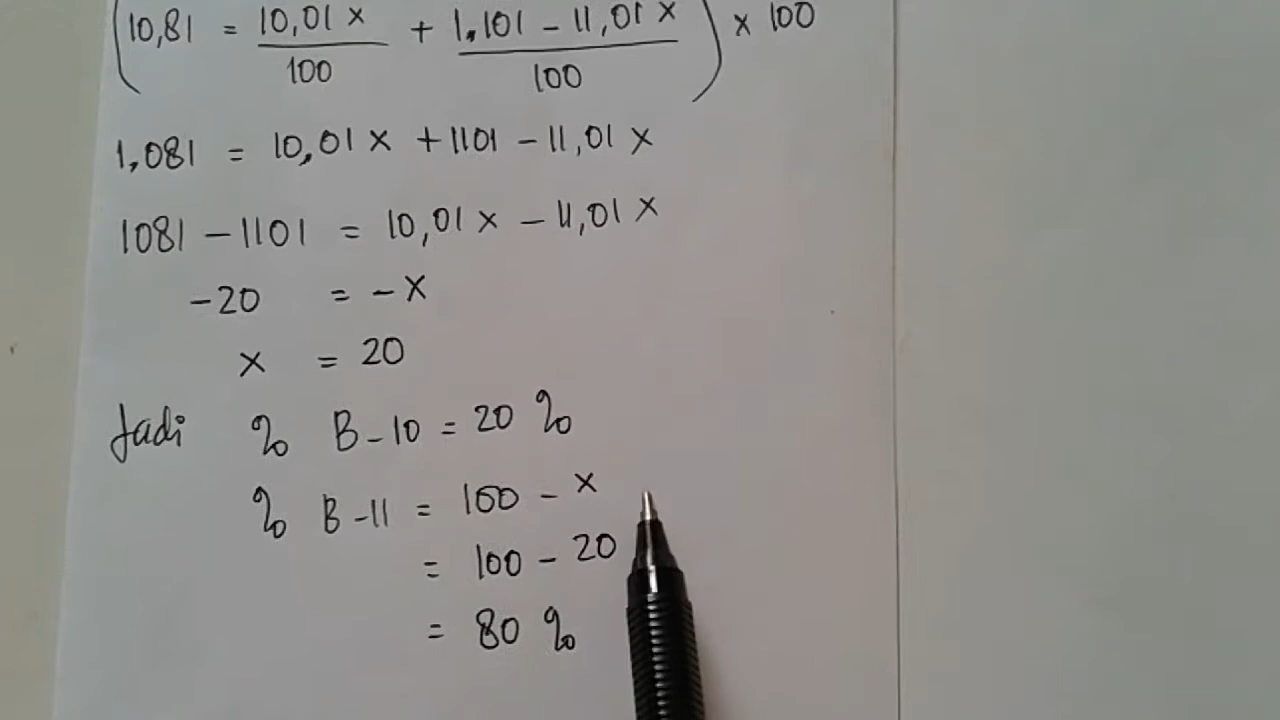 (10,81 = 10,01 x / 100 + 1.101 - 11,01 x / 100) x 100
1,081 = 10,01 x + 1101 - 11,01 x
1081 - 1101 = 10,01 x - 11,01 x
-20 = - x
x = 20
Jadi % B-10 = 20 %
% B-11 = 100 - x
= 100 - 20
= 80 %